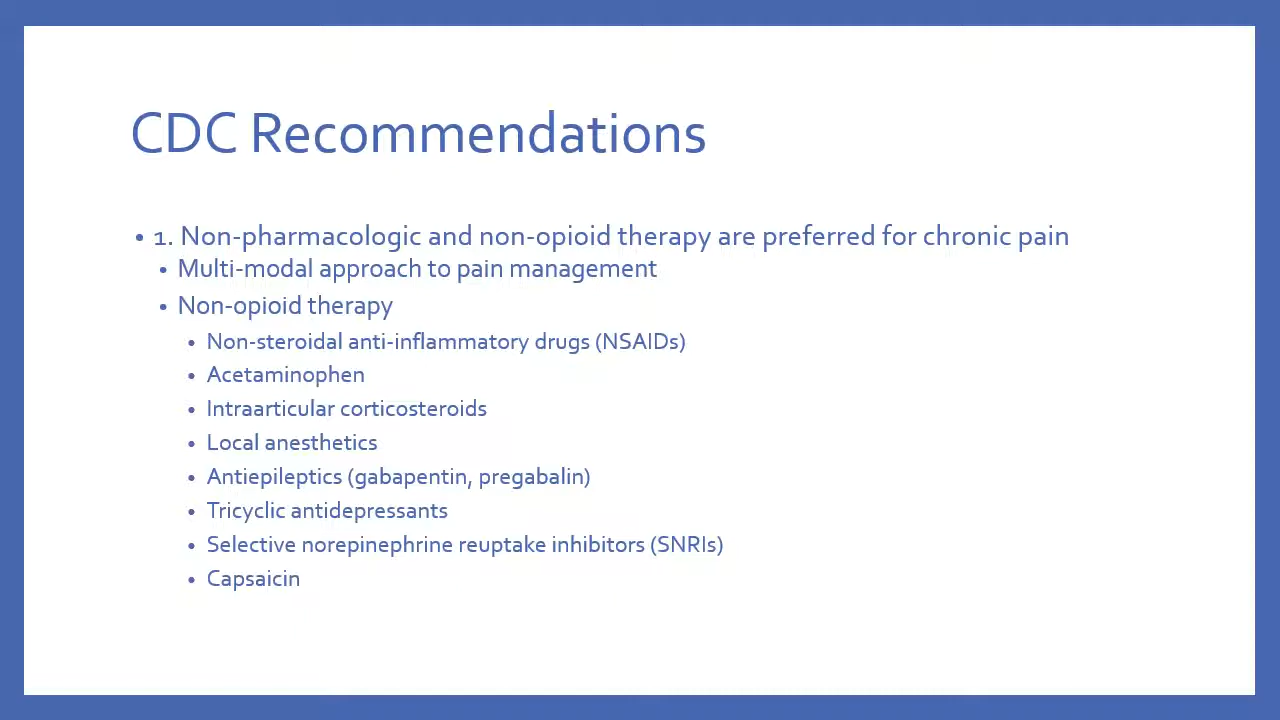 CDC Recommendations
• 1. Non-pharmacologic and non-opioid therapy are preferred for chronic pain
• Multi-modal approach to pain management
• Non-opioid therapy
• Non-steroidal anti-inflammatory drugs (NSAIDs)
• Acetaminophen
• Intraarticular corticosteroids
• Local anesthetics
• Antiepileptics (gabapentin, pregabalin)
• Tricyclic antidepressants
• Selective norepinephrine reuptake inhibitors (SNRIs)
• Capsaicin